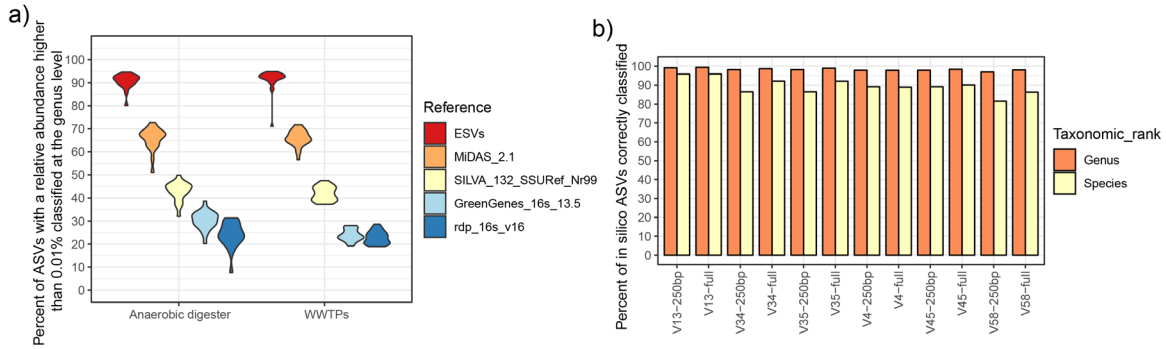 a)
Percent of ASVs with a relative abundance higher
than 0.01% classified at the genus level
100
90
80
70
60
50
40
30
20
10
0
Anaerobic digester
WWTPs
Reference
ESVs
MiDAS_2.1
SILVA_132_SSURef_Nr99
GreenGenes_16s_13.5
rdp_16s_v16
b)
Percent of in silico ASVs correctly classified
100
90
80
70
60
50
40
30
20
10
0
V13-250bp
V13-full
V34-250bp
V34-full
V35-250bp
V35-full
V4-250bp
V4-full
V45-250bp
V45-full
V58-250bp
V58-full
Taxonomic_rank
Genus
Species